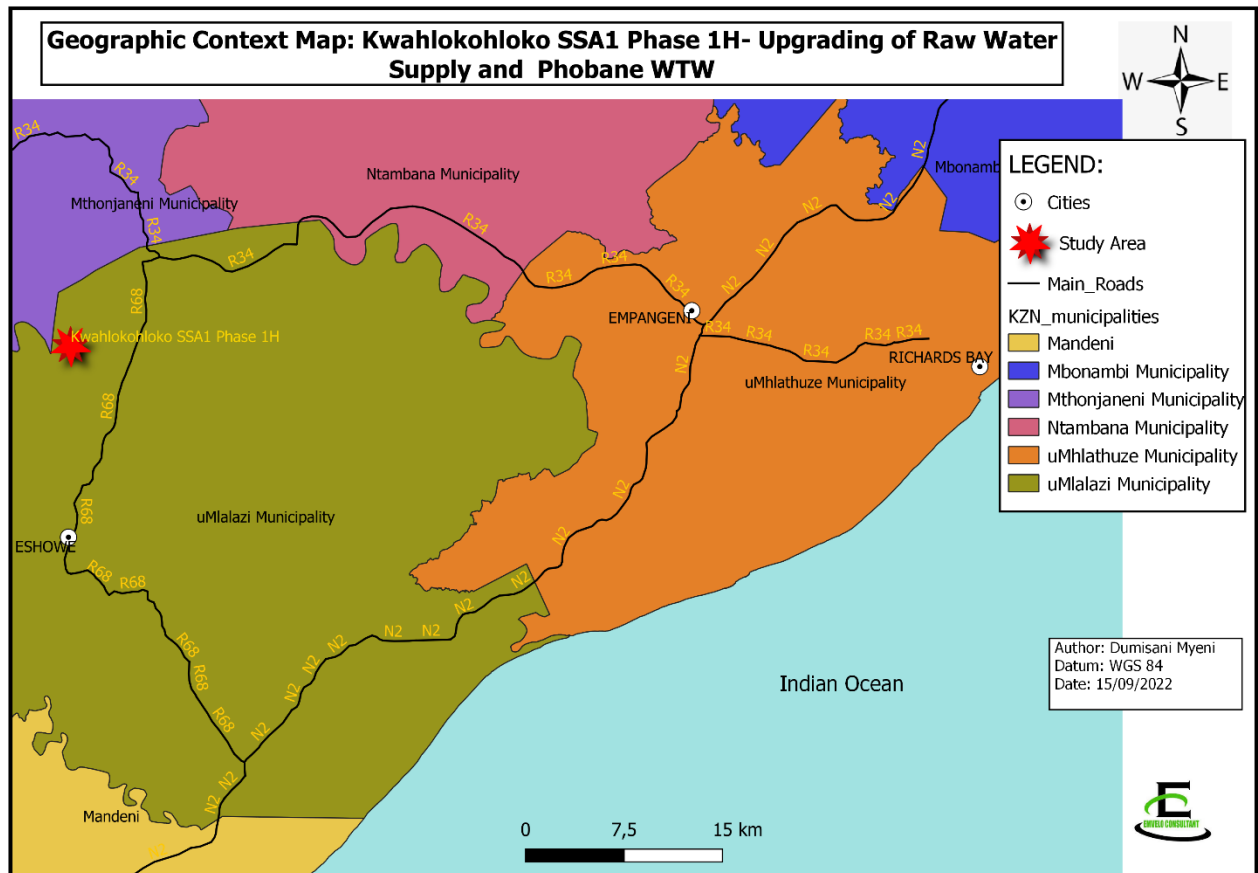 Geographic Context Map: Kwahlokohloko SSA1 Phase 1H- Upgrading of Raw Water
Supply and Phobane WTW
N
W
E
S
LEGEND:
Cities
Study Area
Main_Roads
KZN_municipalities
Mandeni
Mbonambi Municipality
Mthonjaneni Municipality
Ntambana Municipality
uMhlathuze Municipality
uMlalazi Municipality
R34
R34
R34
Mthonjaneni Municipality
Ntambana Municipality
Mbonamb
N2
N2
N2
N2
N2
R34
R34
R34
R34
R34
R68
Kwahlokohloko SSA1 Phase 1H
EMPANGENI
R34
R34
R34
R34
R34
RICHARDS BAY
uMhlathuze Municipality
N2
R68
R68
uMlalazi Municipality
ESHOWE
N2
N2
R68
R68
N2
N2
N2
N2
N2
N2
N2
N2
R68
R68
R68
N2
N2
N2
Mandeni
N2
Indian Ocean
Author: Dumisani Myeni
Datum: WGS 84
Date: 15/09/2022
0 7,5 15 km
E
EMVELO CONSULTANT